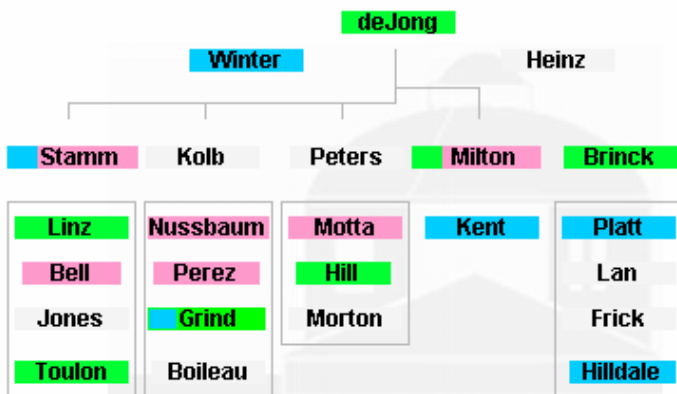 deJong
Winter Heinz
Stamm Kolb Peters Milton Brinck
Linz Nussbaum Motta Kent Platt
Bell Perez Hill Lan
Jones Grind Morton Frick
Toulon Boileau Hilldale